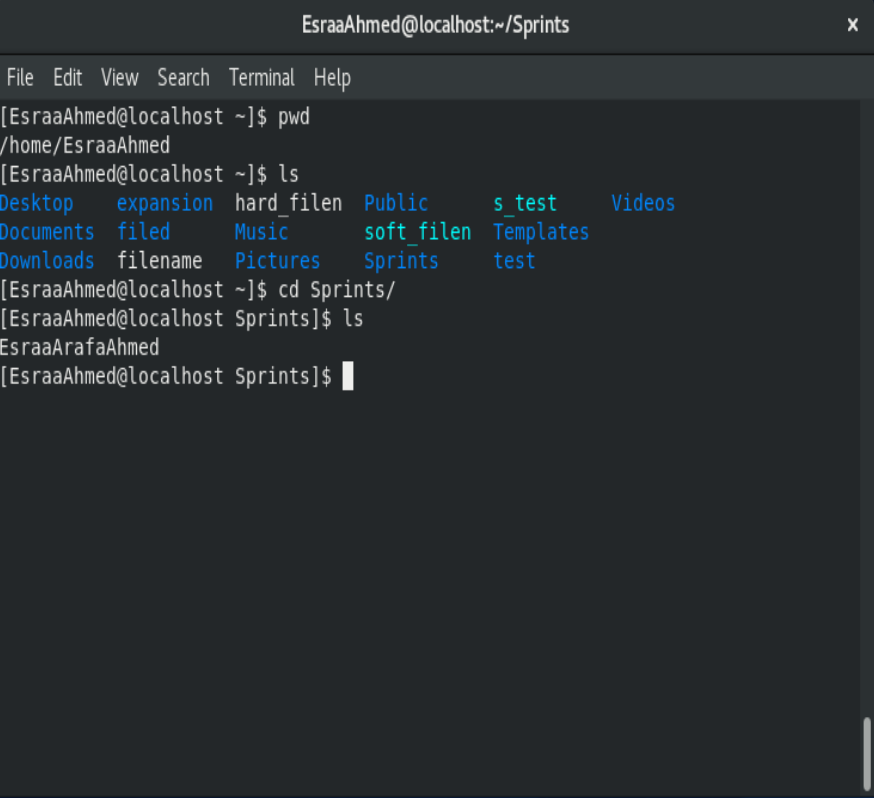 EsraaAhmed@localhost:~/Sprints x
File Edit View Search Terminal Help
[EsraaAhmed@localhost ~]$ pwd
/home/EsraaAhmed
[EsraaAhmed@localhost ~]$ ls
Desktop expansion hard_filen Public s_test Videos
Documents filed Music soft_filen Templates
Downloads filename Pictures Sprints test
[EsraaAhmed@localhost ~]$ cd Sprints/
[EsraaAhmed@localhost Sprints]$ ls
EsraaArafaAhmed
[EsraaAhmed@localhost Sprints]$